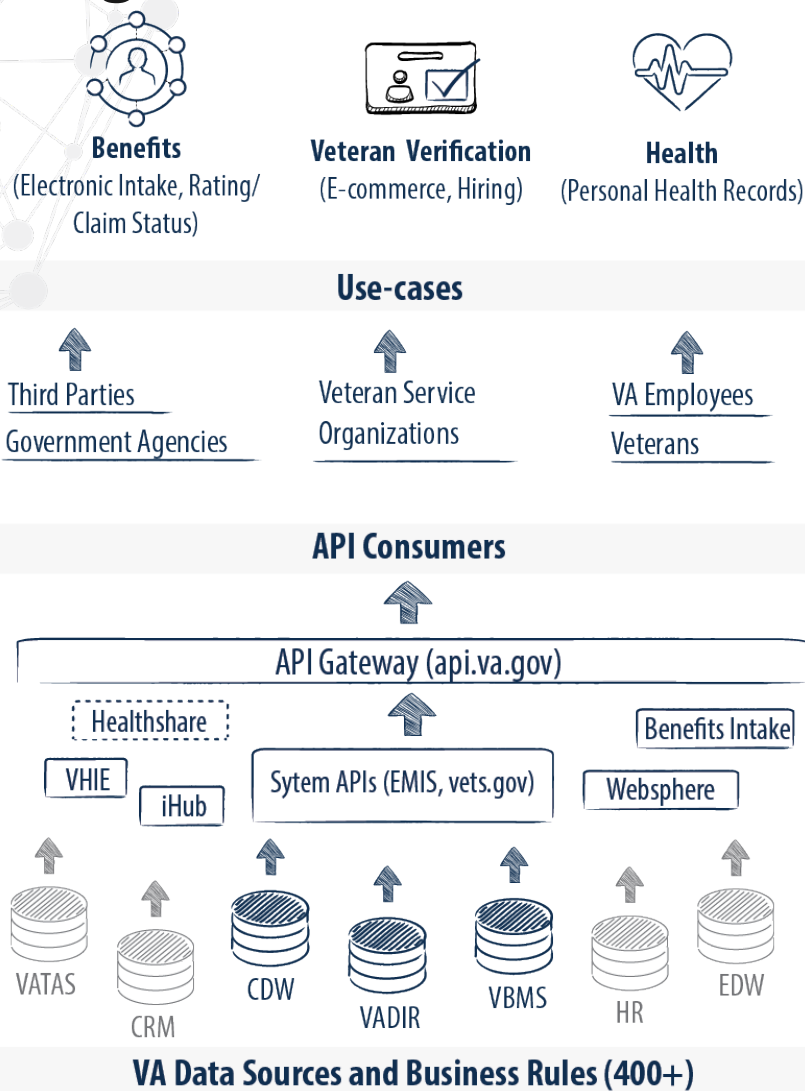 Benefits
(Electronic Intake, Rating/
Claim Status)
Veteran Verification
(E-commerce, Hiring)
Health
(Personal Health Records)
Use-cases
Third Parties
Government Agencies
Veteran Service
Organizations
VA Employees
Veterans
API Consumers
API Gateway (api.va.gov)
Healthshare
Benefits Intake
VHIE
iHub
Sytem APIs (EMIS, vets.gov)
Websphere
VATAS
CRM
CDW
VADIR
VBMS
HR
EDW
VA Data Sources and Business Rules (400+)